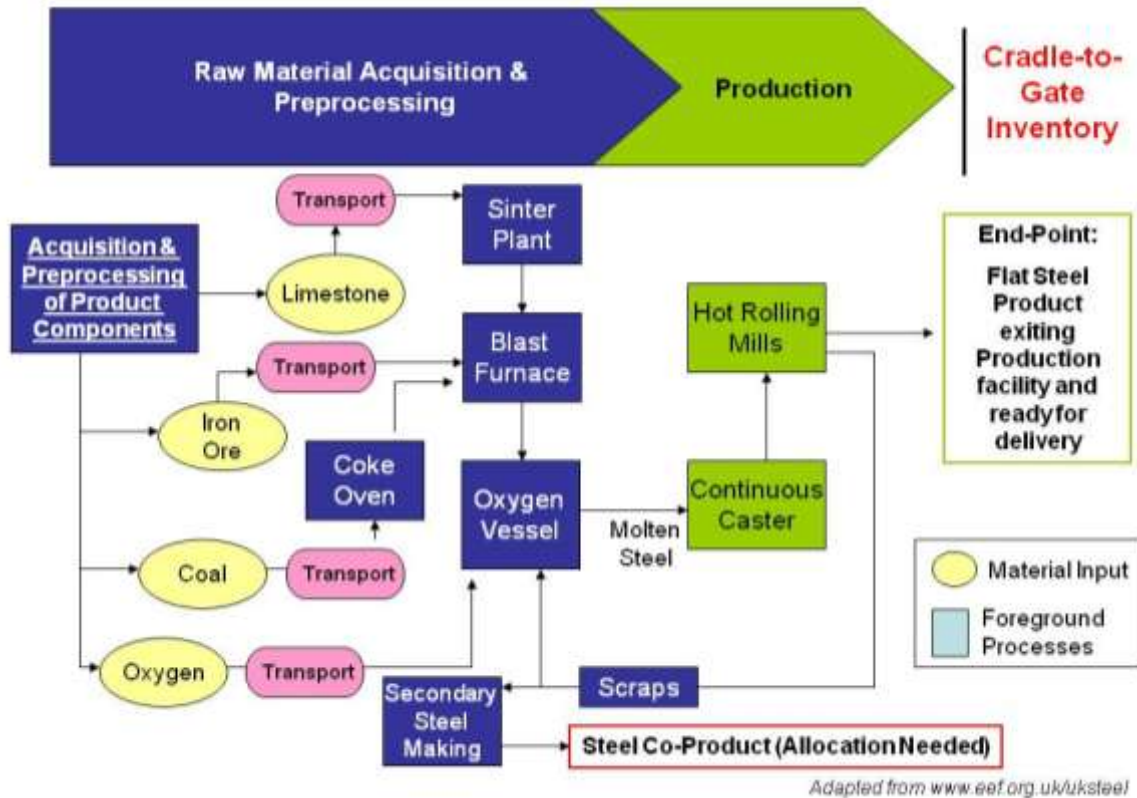 Raw Material Acquisition &
Preprocessing
Production
Cradle-to-
Gate
Inventory
Transport
Sinter
Plant
Acquisition &
Preprocessing
of Product
Components
Limestone
End-Point:
Flat Steel
Product
exiting
Production
facility and
ready for
delivery
Hot Rolling
Mills
Transport
Blast
Furnace
Iron
Ore
Coke
Oven
Oxygen
Vessel
Molten
Steel
Continuous
Caster
Coal
Transport
Material Input
Foreground
Processes
Oxygen
Transport
Secondary
Steel
Making
Scraps
Steel Co-Product (Allocation Needed)
Adapted from www.eef.org.uk/uksteel